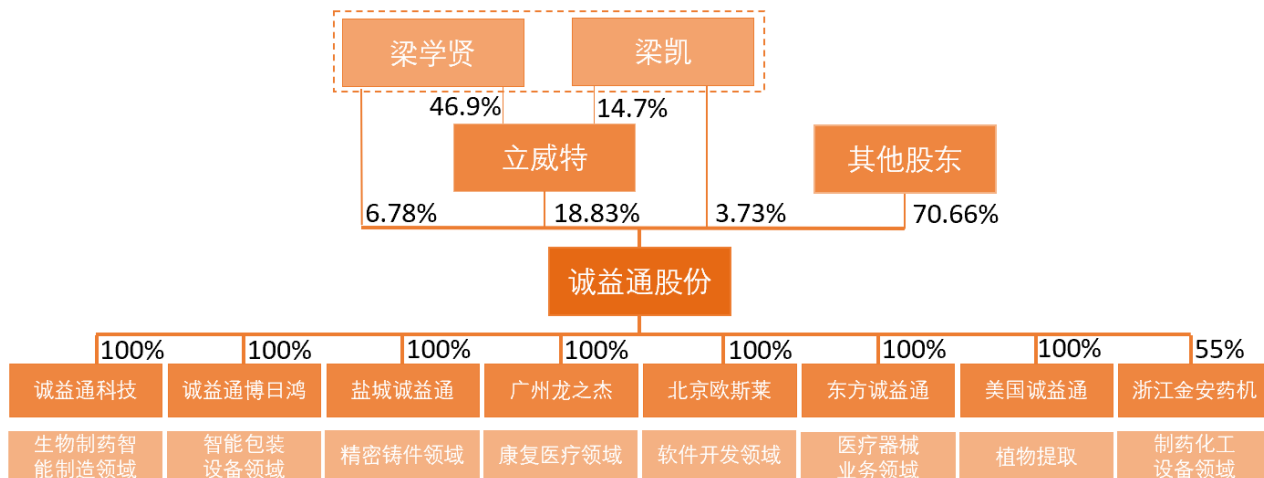 梁学贤
梁凯
46.9%
14.7%
立威特
其他股东
6.78%
18.83%
3.73%
70.66%
诚益通股份
100%
100%
100%
100%
100%
100%
100%
55%
诚益通科技
诚益通博日鸿
盐城诚益通
广州龙之杰
北京欧斯莱
东方诚益通
美国诚益通
浙江金安药机
生物制药智
能制造领域
智能包装
设备领域
精密铸件领域
康复医疗领域
软件开发领域
医疗器械
业务领域
植物提取
制药化工
设备领域